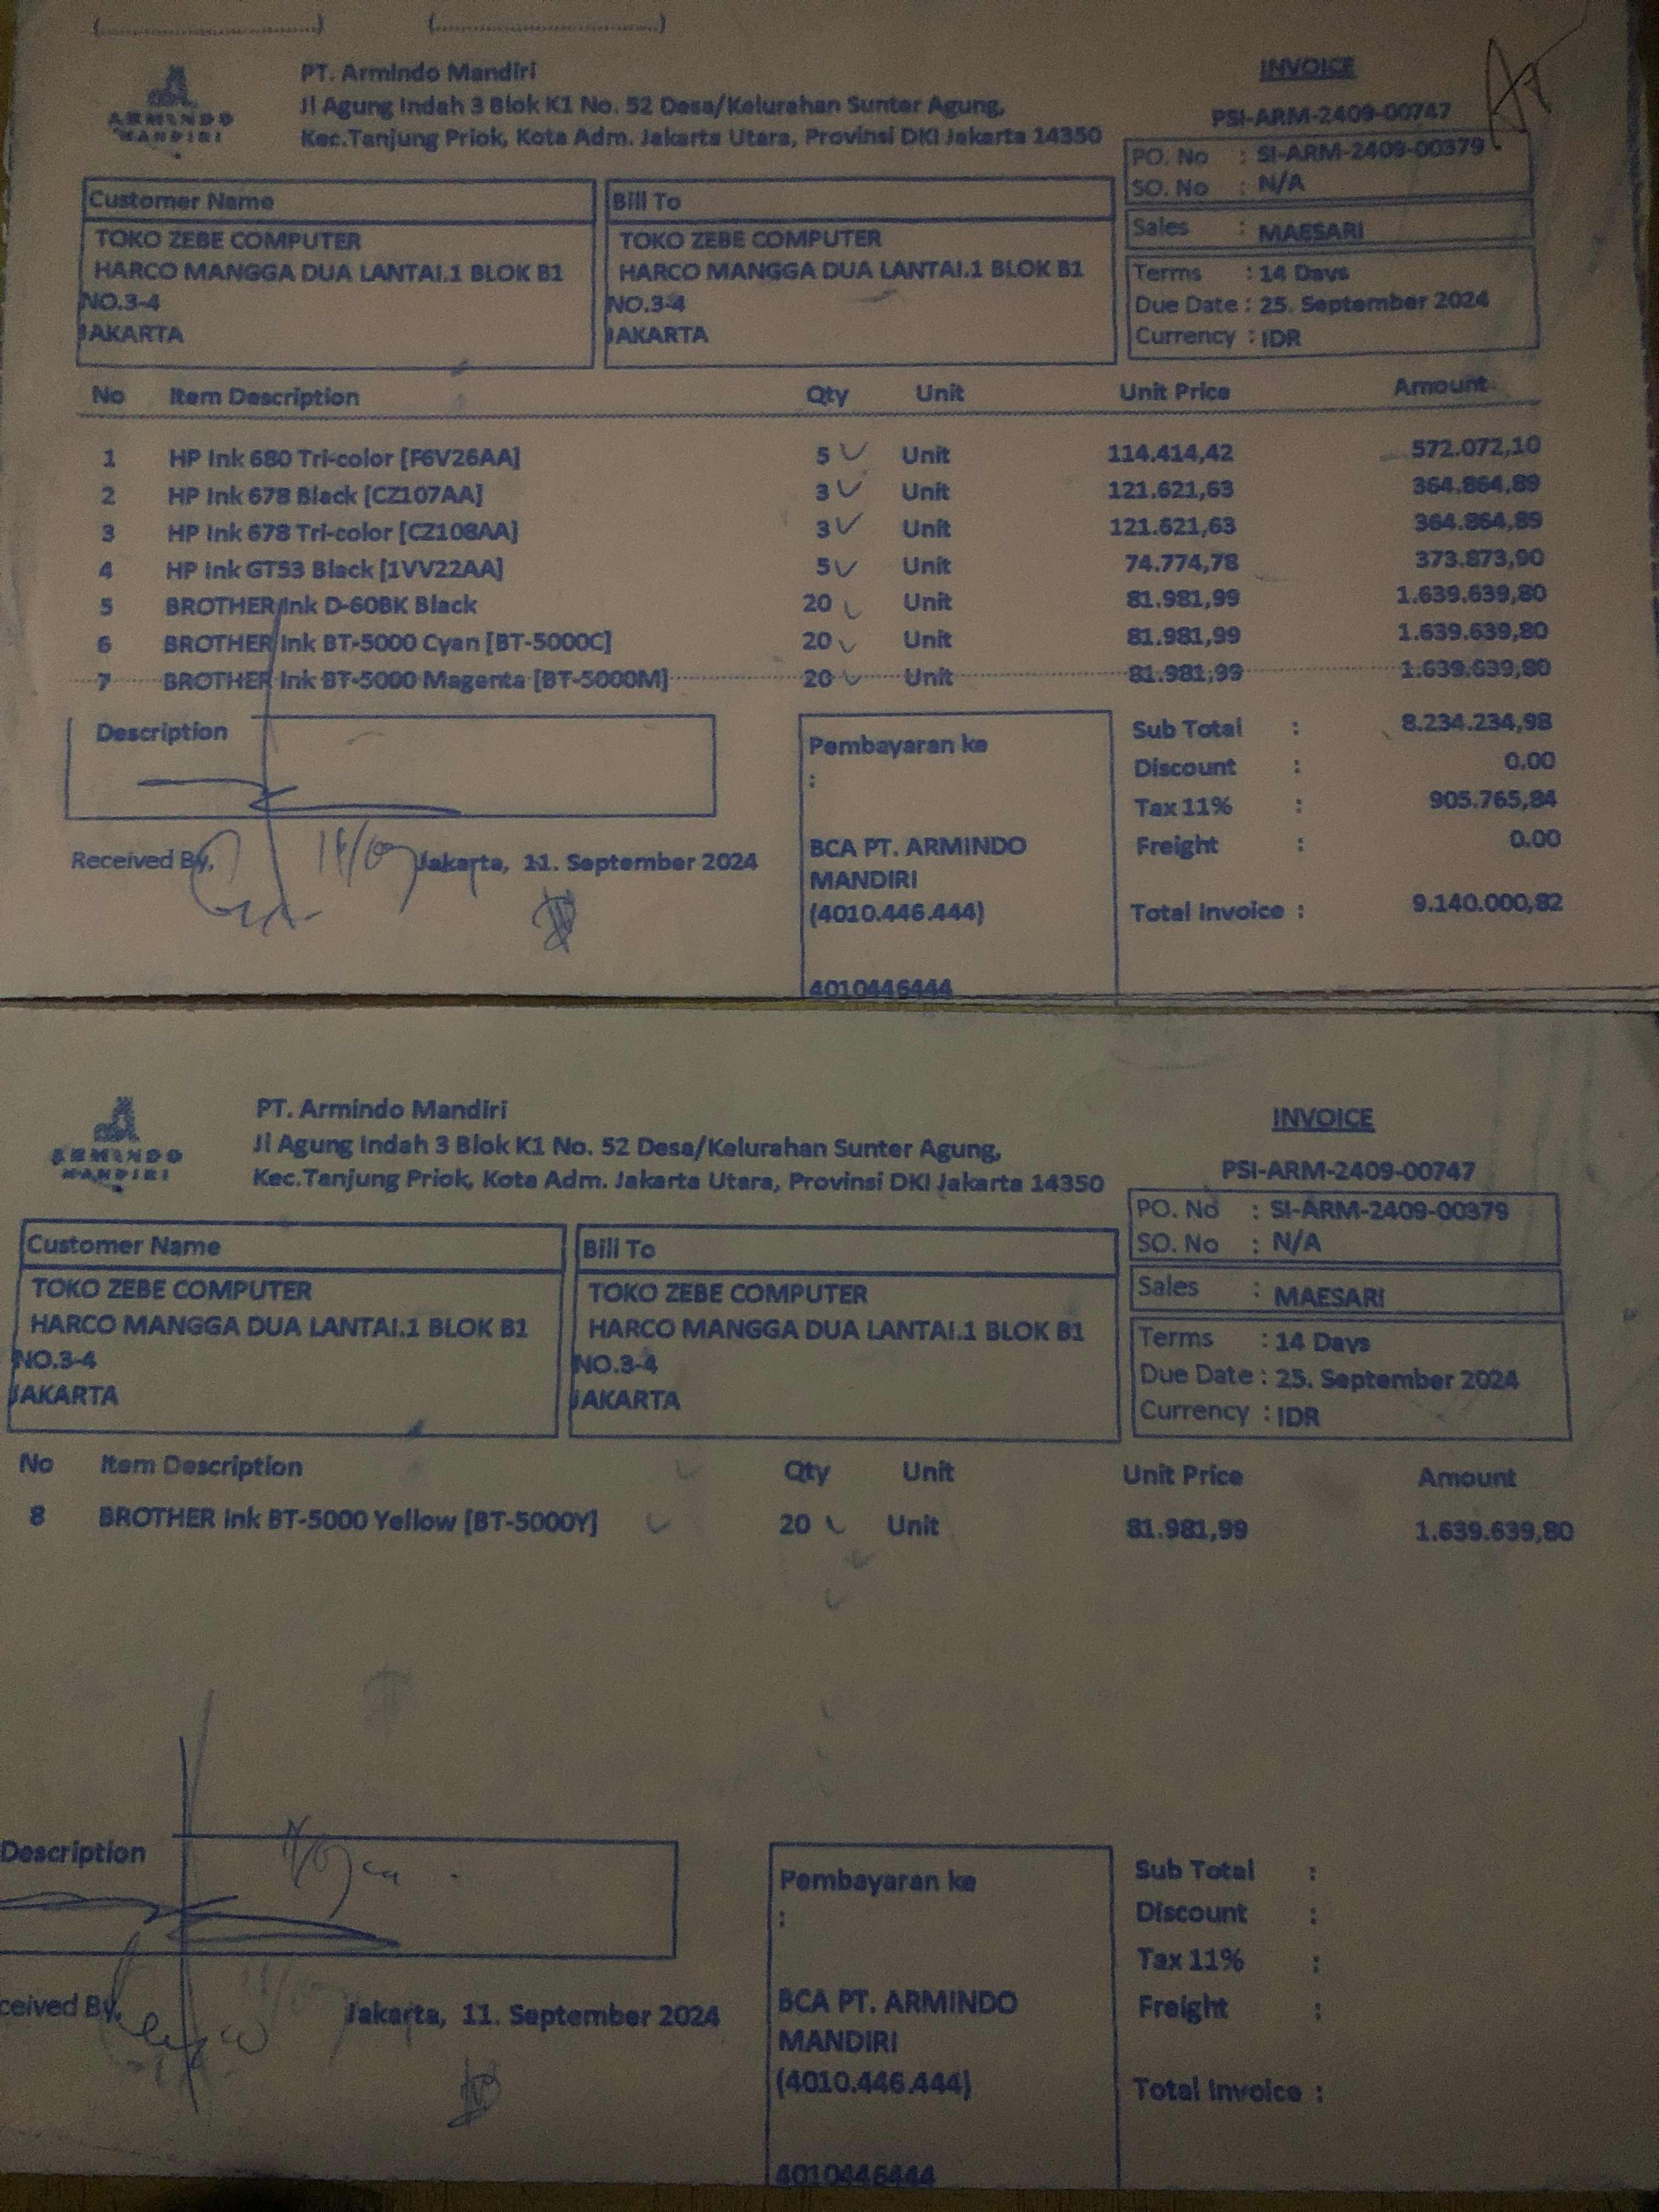 PT. Armindo Mandiri
Jl Agung Indah 3 Blok K1 No. 52 Desa/Kelurahan Sunter Agung,
Kec.Tanjung Priok, Kota Adm. Jakarta Utara, Provinsi DKI Jakarta 14350
ARMINDO
MANDIRI
INVOICE
PSI-ARM-2409-00747
PO. No : SI-ARM-2409-00379
SO. No : N/A
Sales : MAESARI
Terms : 14 Days
Due Date : 25. September 2024
Currency : IDR
Customer Name
TOKO ZEBE COMPUTER
HARCO MANGGA DUA LANTAI.1 BLOK B1
NO.3-4
JAKARTA
Bill To
TOKO ZEBE COMPUTER
HARCO MANGGA DUA LANTAI.1 BLOK B1
NO.3-4
JAKARTA
No Item Description Qty Unit Unit Price Amount
1 HP Ink 680 Tri-color [F6V26AA] 5 Unit 114.414,42 572.072,10
2 HP Ink 678 Black [CZ107AA] 3 Unit 121.621,63 364.864,89
3 HP Ink 678 Tri-color [CZ108AA] 3 Unit 121.621,63 364.864,89
4 HP Ink GT53 Black [1VV22AA] 5 Unit 74.774,78 373.873,90
5 BROTHER Ink D-60BK Black 20 Unit 81.981,99 1.639.639,80
6 BROTHER Ink BT-5000 Cyan [BT-5000C] 20 Unit 81.981,99 1.639.639,80
7 BROTHER Ink BT-5000 Magenta [BT-5000M] 20 Unit 81.981,99 1.639.639,80
Description
Received By,
Jakarta, 11. September 2024
Pembayaran ke
:
BCA PT. ARMINDO
MANDIRI
(4010.446.444)
4010446444
Sub Total : 8.234.234,98
Discount : 0.00
Tax 11% : 905.765,84
Freight : 0.00
Total Invoice : 9.140.000,82
PT. Armindo Mandiri
Jl Agung Indah 3 Blok K1 No. 52 Desa/Kelurahan Sunter Agung,
Kec.Tanjung Priok, Kota Adm. Jakarta Utara, Provinsi DKI Jakarta 14350
ARMINDO
MANDIRI
INVOICE
PSI-ARM-2409-00747
PO. No : SI-ARM-2409-00379
SO. No : N/A
Sales : MAESARI
Terms : 14 Days
Due Date : 25. September 2024
Currency : IDR
Customer Name
TOKO ZEBE COMPUTER
HARCO MANGGA DUA LANTAI.1 BLOK B1
NO.3-4
JAKARTA
Bill To
TOKO ZEBE COMPUTER
HARCO MANGGA DUA LANTAI.1 BLOK B1
NO.3-4
JAKARTA
No Item Description Qty Unit Unit Price Amount
8 BROTHER Ink BT-5000 Yellow [BT-5000Y] 20 Unit 81.981,99 1.639.639,80
Description
ceived By,
Jakarta, 11. September 2024
Pembayaran ke
:
BCA PT. ARMINDO
MANDIRI
(4010.446.444)
4010446444
Sub Total :
Discount :
Tax 11% :
Freight :
Total Invoice :